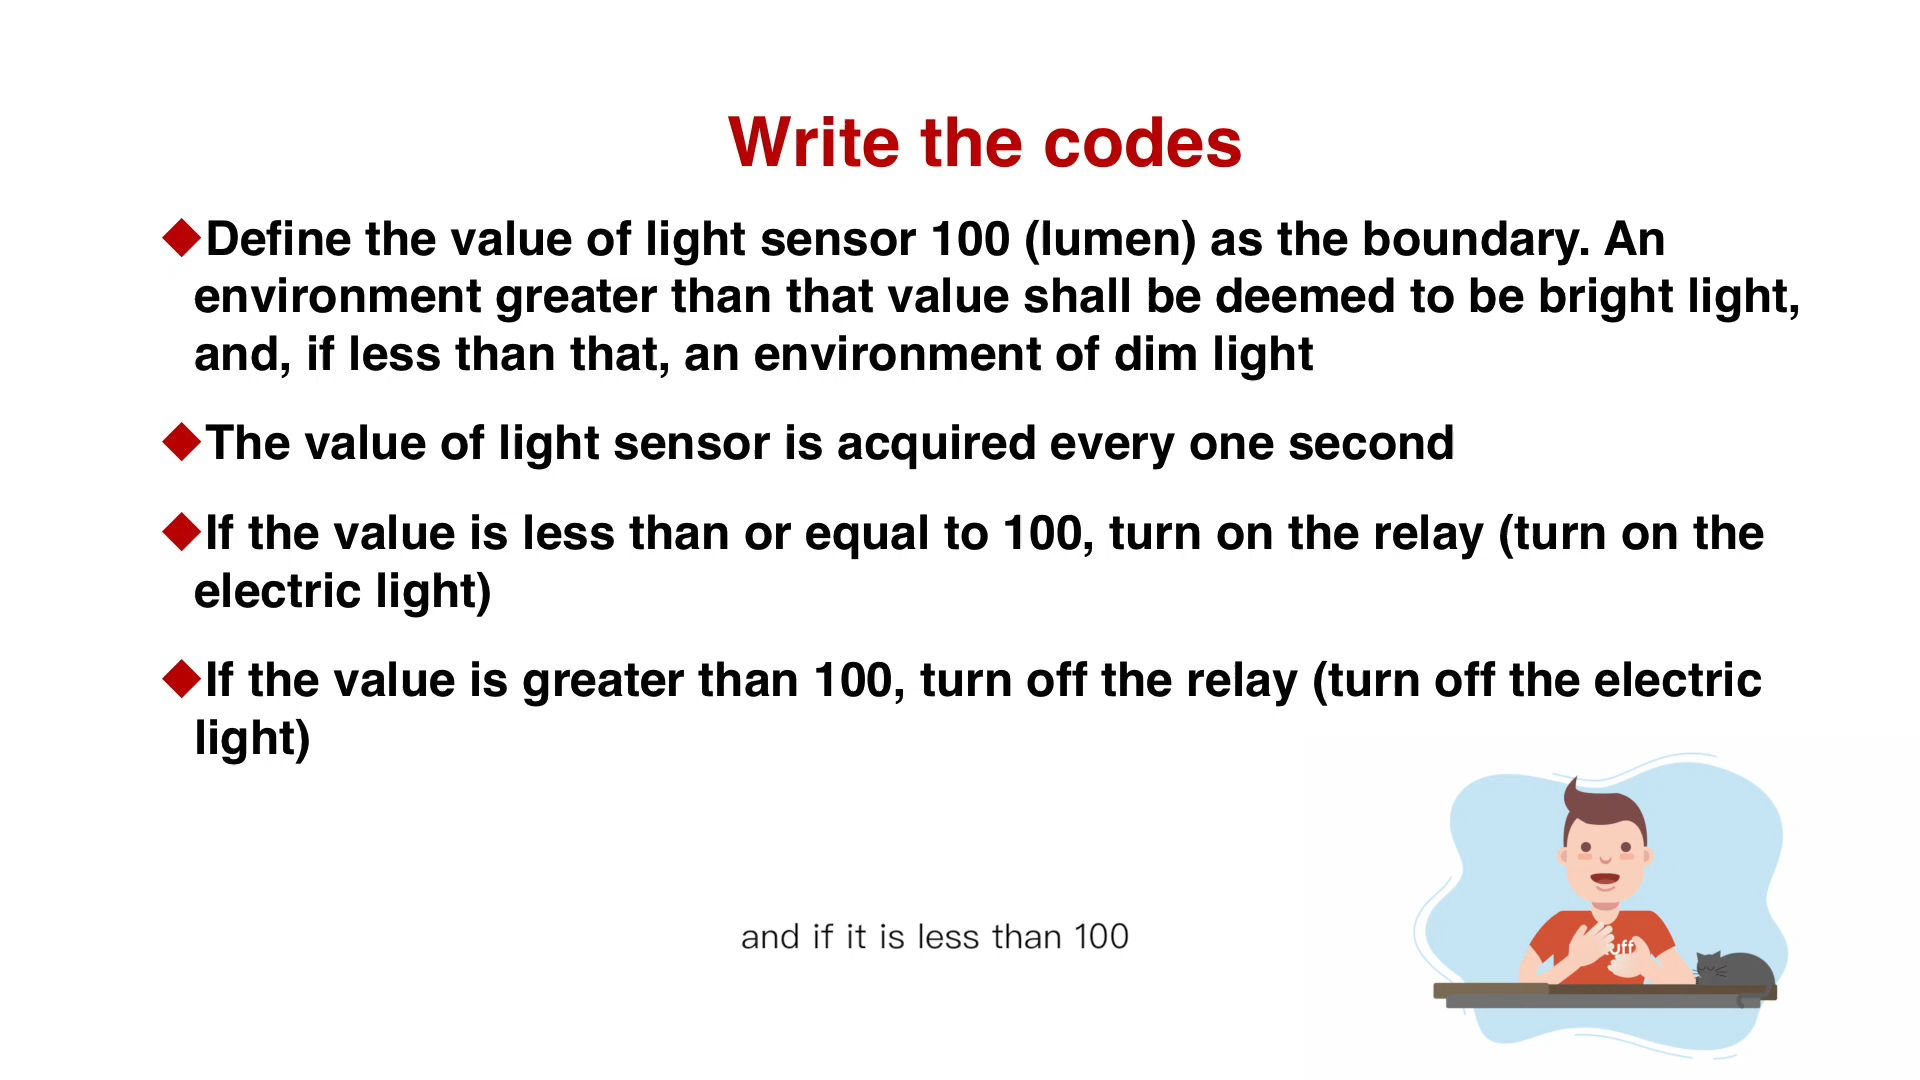 Write the codes
◆Define the value of light sensor 100 (lumen) as the boundary. An
environment greater than that value shall be deemed to be bright light,
and, if less than that, an environment of dim light
◆The value of light sensor is acquired every one second
◆If the value is less than or equal to 100, turn on the relay (turn on the
electric light)
◆If the value is greater than 100, turn off the relay (turn off the electric
light)
and if it is less than 100